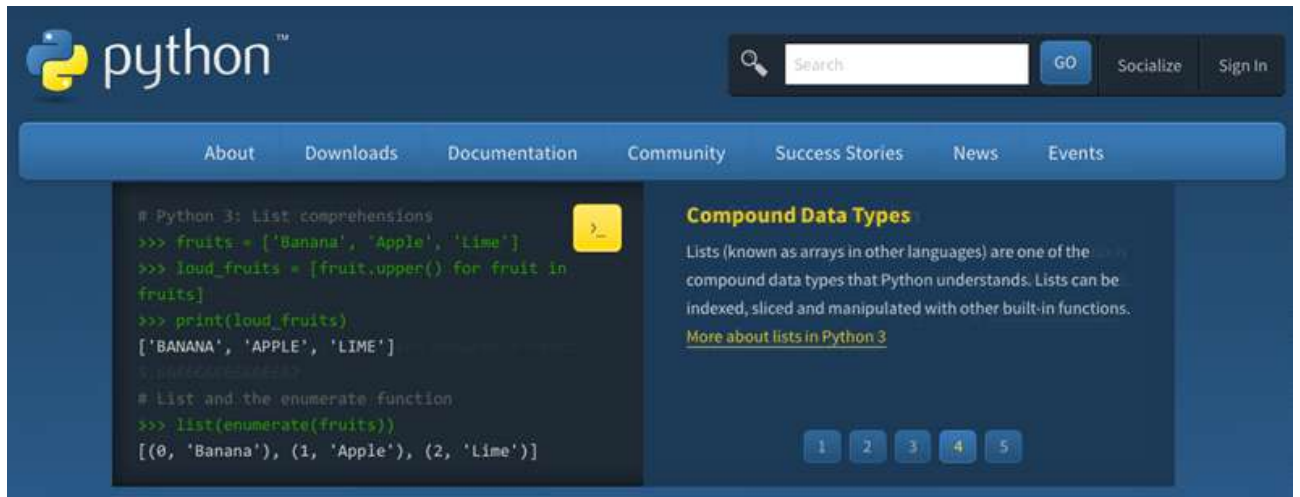 python™
Search
GO
Socialize
Sign In
About
Downloads
Documentation
Community
Success Stories
News
Events
# Python 3: List comprehensions
>>> fruits = ['Banana', 'Apple', 'Lime']
>>> loud_fruits = [fruit.upper() for fruit in
fruits]
>>> print(loud_fruits)
['BANANA', 'APPLE', 'LIME']
# List and the enumerate function
>>> list(enumerate(fruits))
[(0, 'Banana'), (1, 'Apple'), (2, 'Lime')]
>_
Compound Data Types
Lists (known as arrays in other languages) are one of the
compound data types that Python understands. Lists can be
indexed, sliced and manipulated with other built-in functions.
More about lists in Python 3
1 2 3 4 5